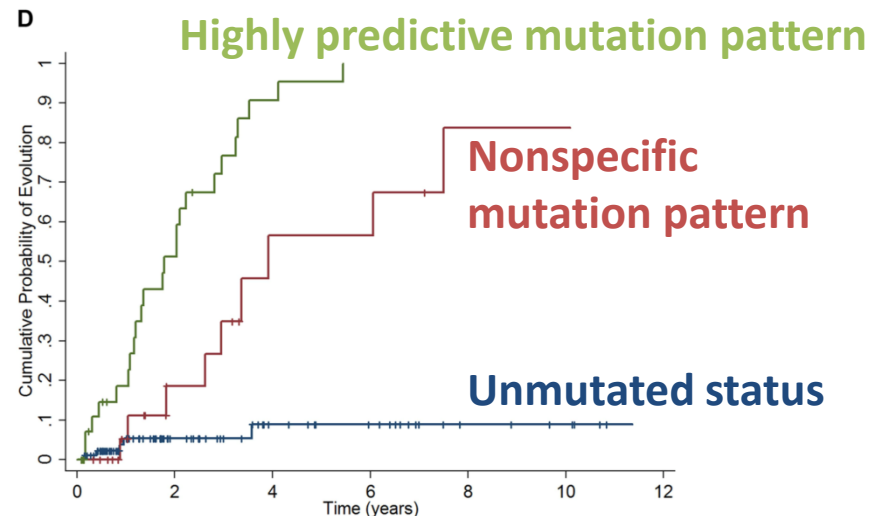 D
Highly predictive mutation pattern
Cumulative Probability of Evolution
1
.9
.8
.7
.6
.5
.4
.3
.2
.1
0
Nonspecific
mutation pattern
Unmutated status
0 2 4 6 8 10 12
Time (years)